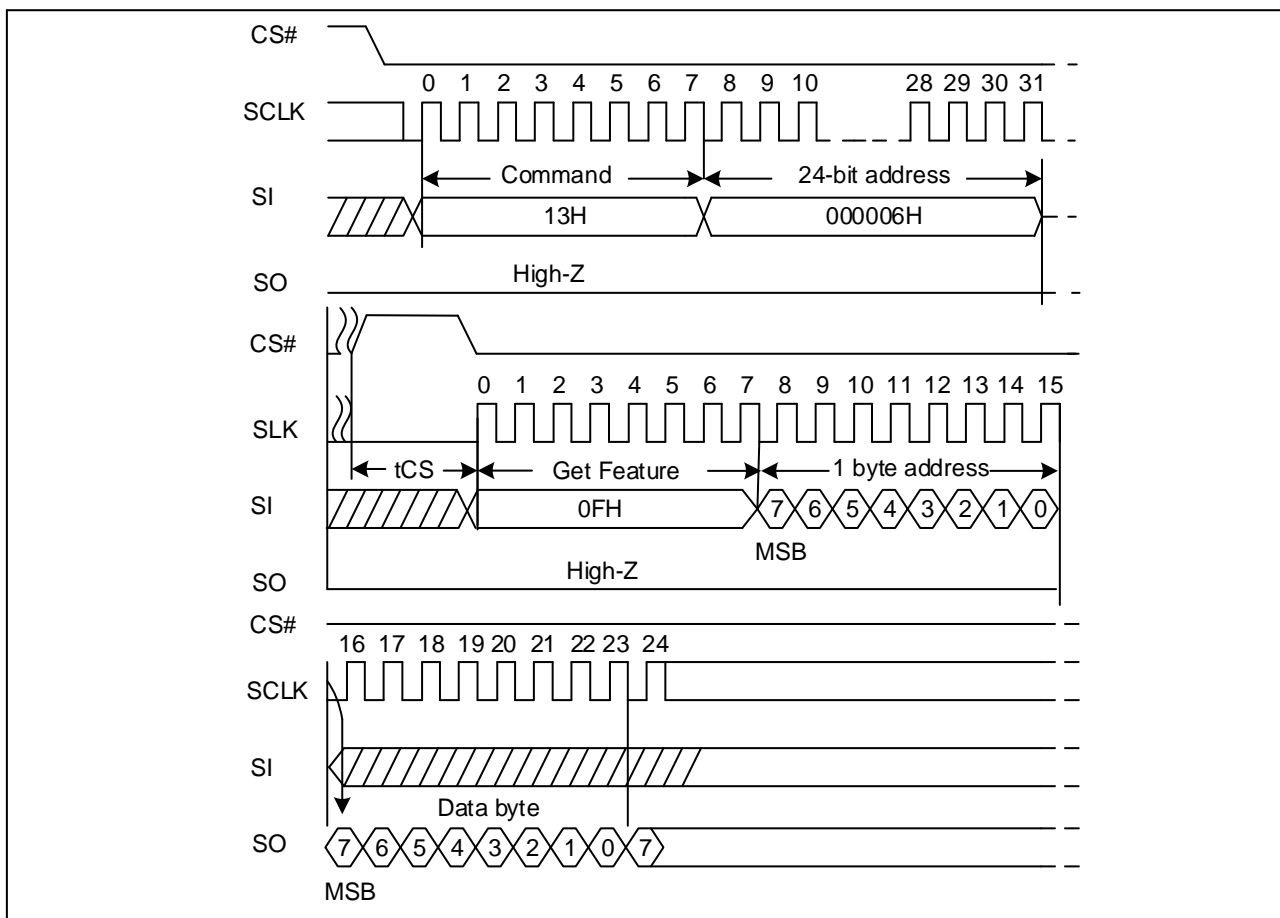 CS#
0 1 2 3 4 5 6 7 8 9 10 28 29 30 31
SCLK
Command 24-bit address
SI
13H 000006H
High-Z
SO
CS#
0 1 2 3 4 5 6 7 8 9 10 11 12 13 14 15
SLK
tCS Get Feature 1 byte address
SI 0FH 7 6 5 4 3 2 1 0
MSB
High-Z
SO
CS#
16 17 18 19 20 21 22 23 24
SCLK
SI
Data byte
SO 7 6 5 4 3 2 1 0 7
MSB